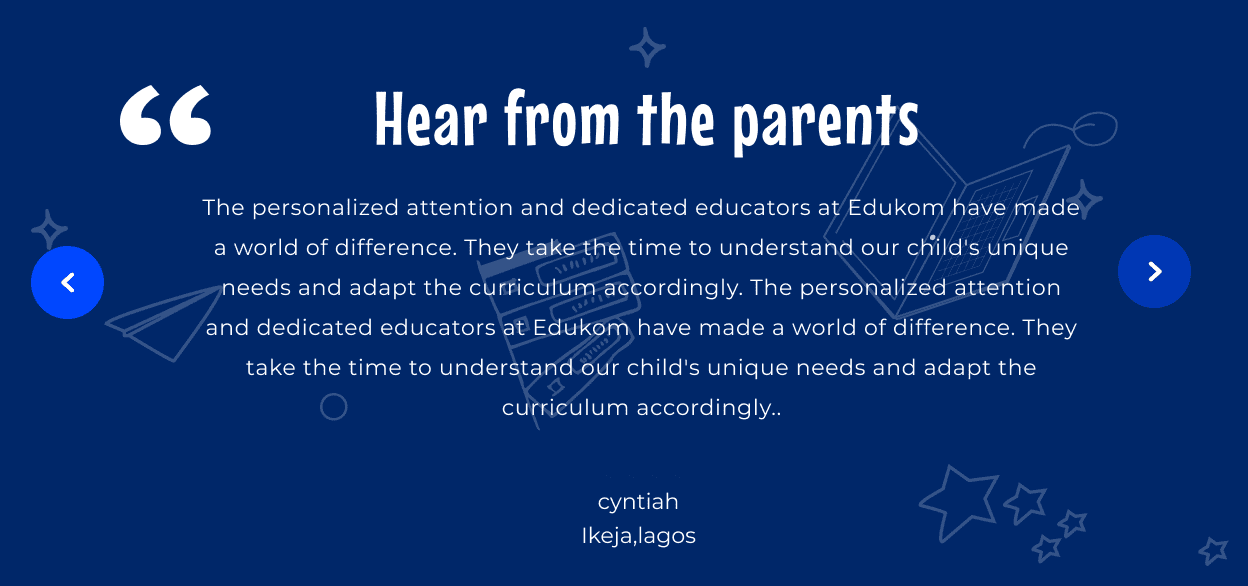 “
Hear from the parents
The personalized attention and dedicated educators at Edukom have made
a world of difference. They take the time to understand our child's unique
needs and adapt the curriculum accordingly. The personalized attention
and dedicated educators at Edukom have made a world of difference. They
take the time to understand our child's unique needs and adapt the
curriculum accordingly..
cyntiah
Ikeja,lagos